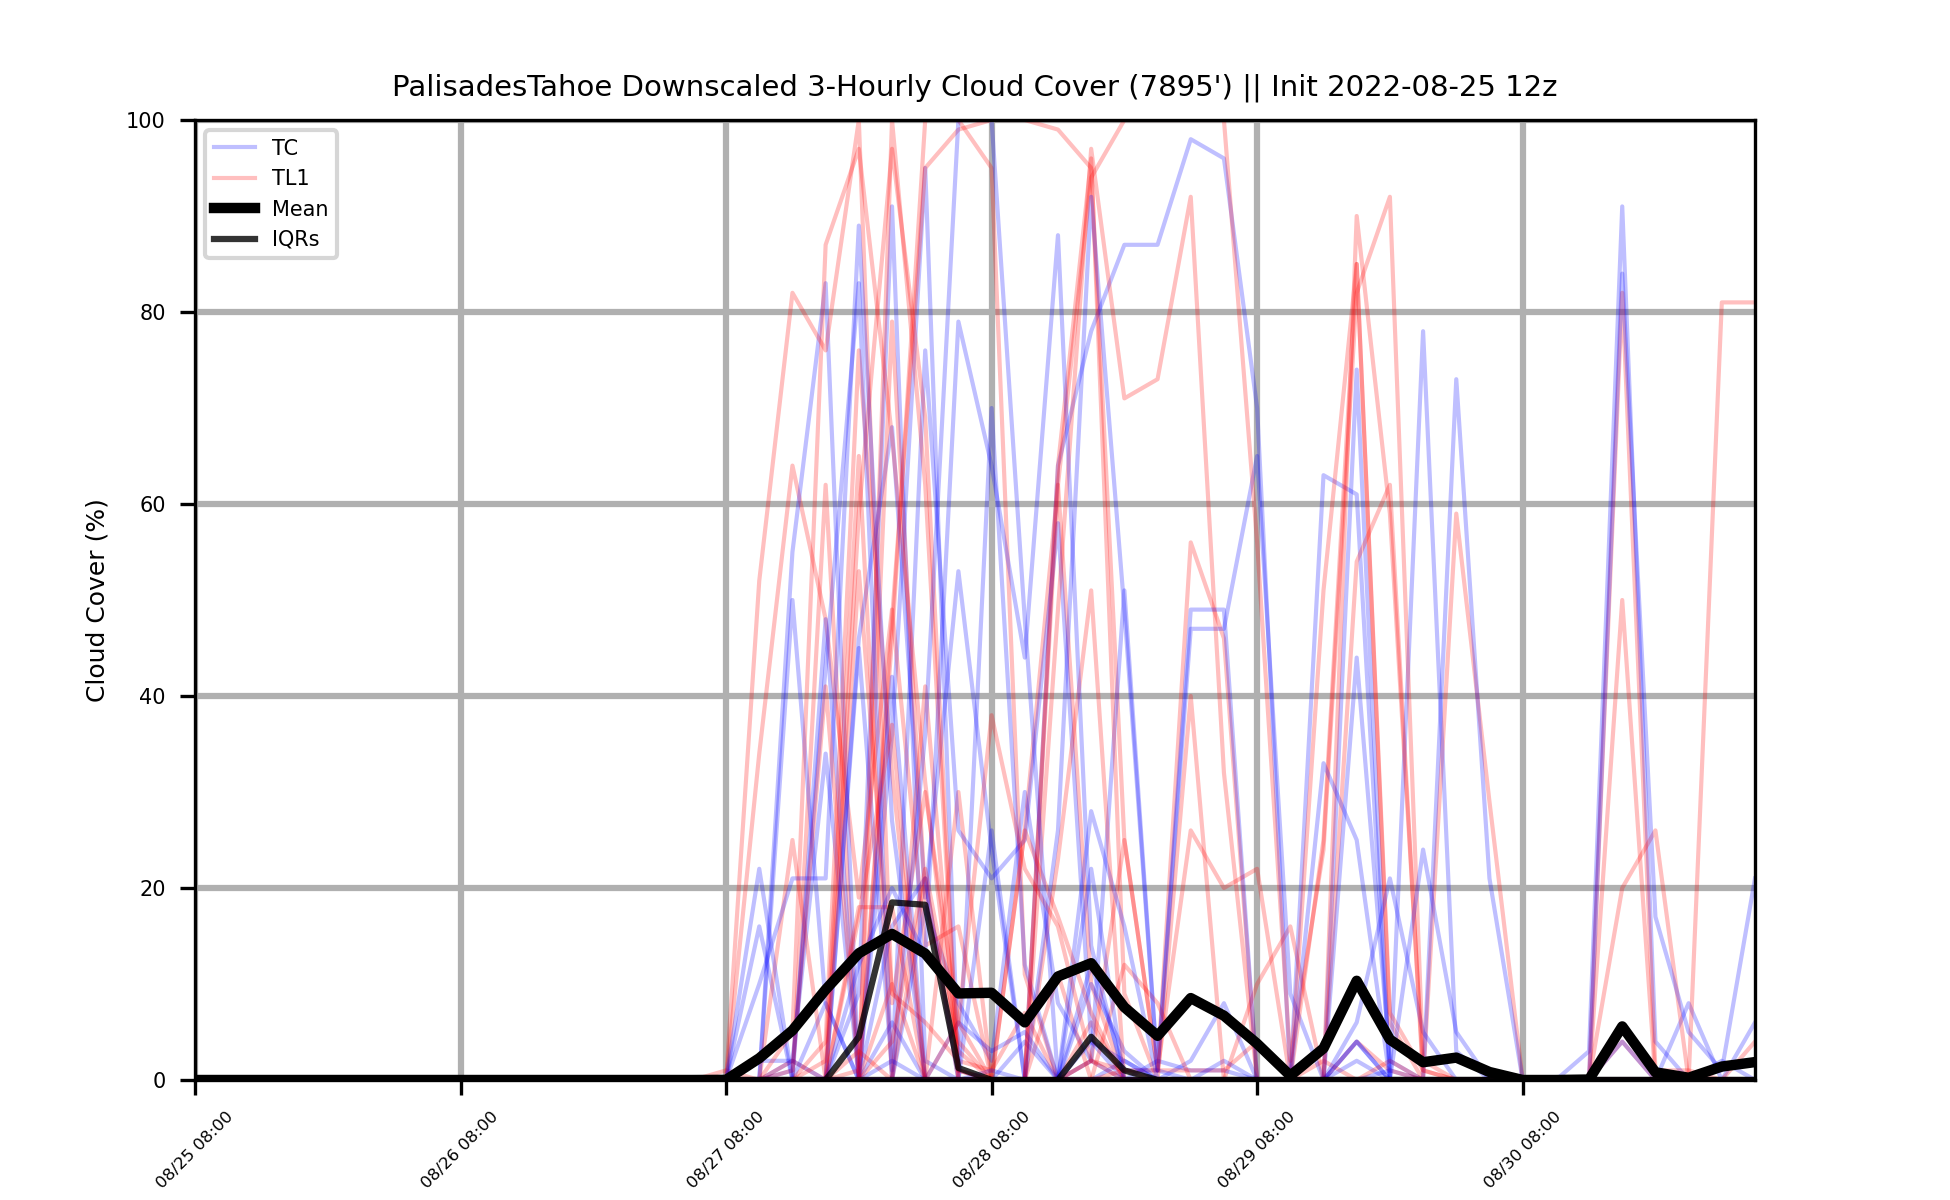 PalisadesTahoe Downscaled 3-Hourly Cloud Cover (7895') || Init 2022-08-25 12z
TC
TL1
Mean
IQRs
Cloud Cover (%)
100
80
60
40
20
0
08/25 08:00
08/26 08:00
08/27 08:00
08/28 08:00
08/29 08:00
08/30 08:00